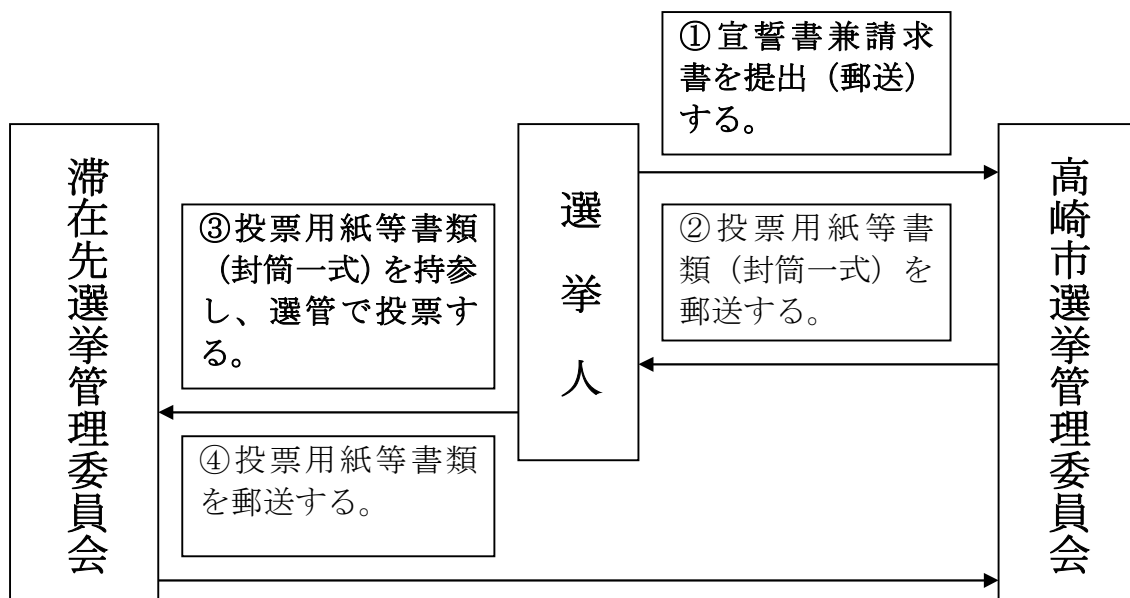 ①宣誓書兼請求
書を提出（郵送）
する。
滞在先選挙管理委員会
選挙人
高崎市選挙管理委員会
②投票用紙等書
類（封筒一式）を
郵送する。
③投票用紙等書類
（封筒一式）を持参
し、選管で投票す
る。
④投票用紙等書類
を郵送する。